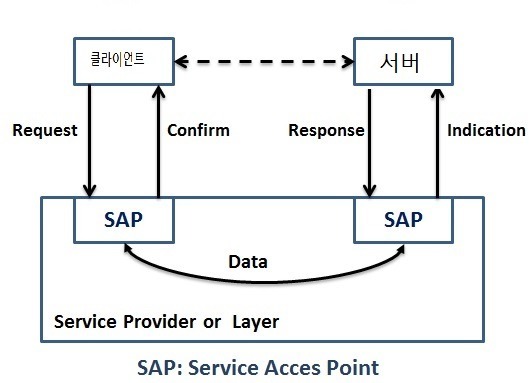 클라이언트
서버
Request
Confirm
Response
Indication
SAP
SAP
Data
Service Provider or Layer
SAP: Service Acces Point